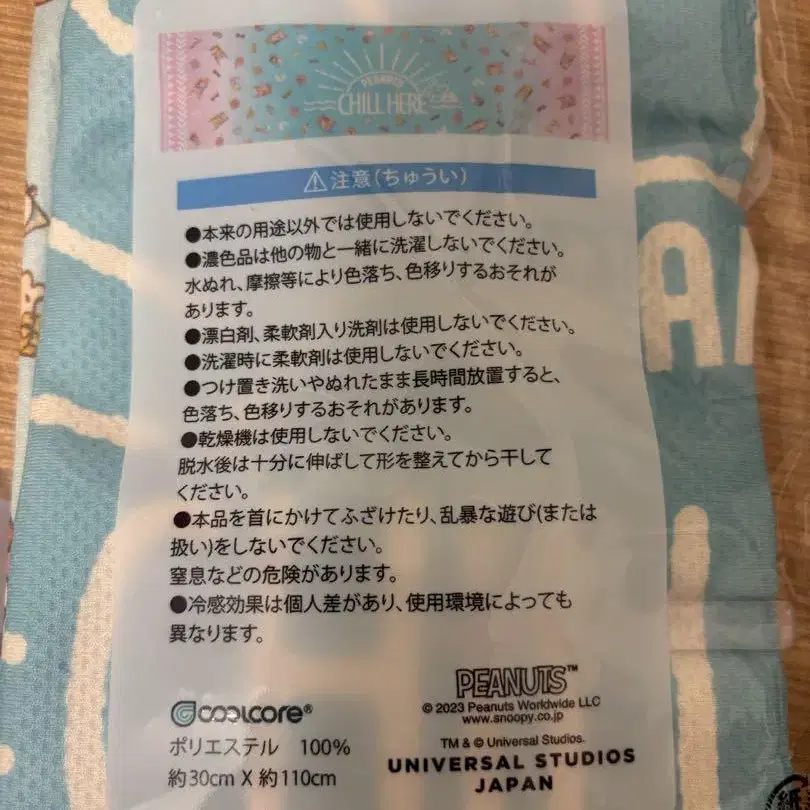 PEANUTS
CHILL HERE
⚠注意(ちゅうい)
●本来の用途以外では使用しないでください。
●濃色品は他の物と一緒に洗濯しないでください。
水ぬれ、摩擦等により色落ち、色移りするおそれが
あります。
●漂白剤、柔軟剤入り洗剤は使用しないでください。
●洗濯時に柔軟剤は使用しないでください。
●つけ置き洗いやぬれたまま長時間放置すると、
色落ち、色移りするおそれがあります。
●乾燥機は使用しないでください。
脱水後は十分に伸ばして形を整えてから干して
ください。
●本品を首にかけてふざけたり、乱暴な遊び(または
扱い)をしないでください。
窒息などの危険があります。
●冷感効果は個人差があり、使用環境によっても
異なります。
COOLCORE®
ポリエステル 100%
約30cm X 約110cm
PEANUTS™
© 2023 Peanuts Worldwide LLC
www.snoopy.co.jp
TM & © Universal Studios.
UNIVERSAL STUDIOS
JAPAN